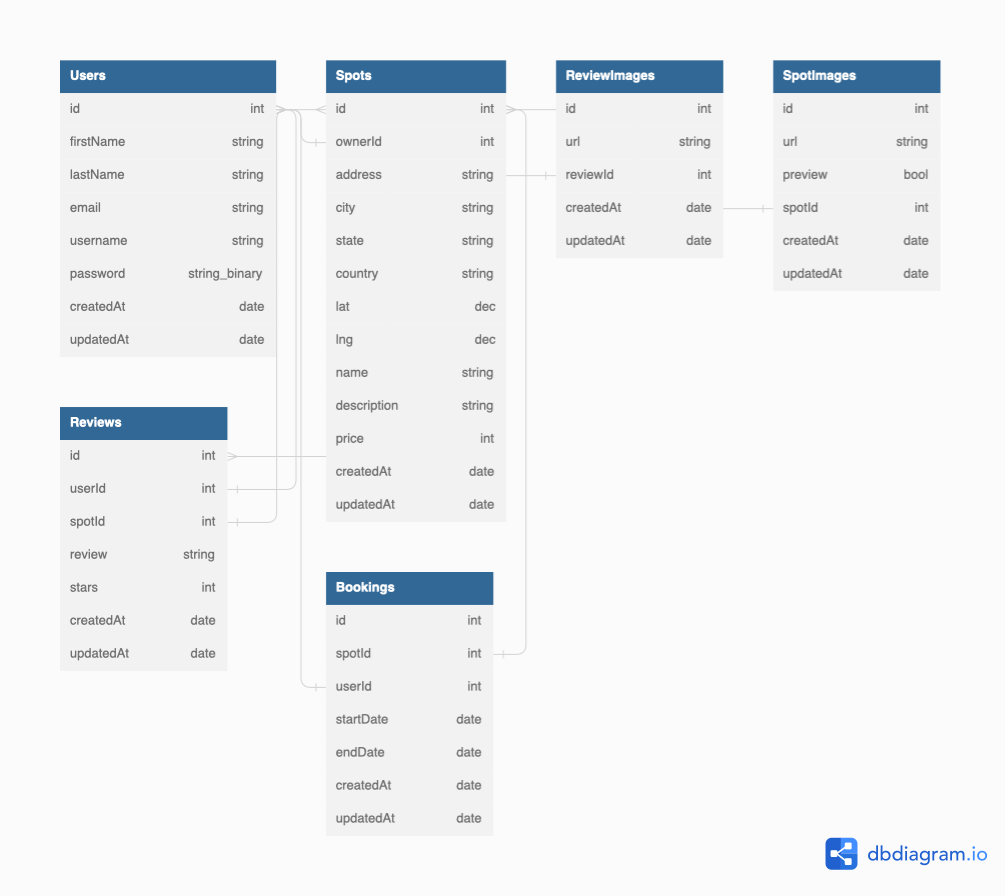 Users
id int
firstName string
lastName string
email string
username string
password string_binary
createdAt date
updatedAt date
Spots
id int
ownerId int
address string
city string
state string
country string
lat dec
lng dec
name string
description string
price int
createdAt date
updatedAt date
ReviewImages
id int
url string
reviewId int
createdAt date
updatedAt date
SpotImages
id int
url string
preview bool
spotId int
createdAt date
updatedAt date
Reviews
id int
userId int
spotId int
review string
stars int
createdAt date
updatedAt date
Bookings
id int
spotId int
userId int
startDate date
endDate date
createdAt date
updatedAt date
dbdiagram.io